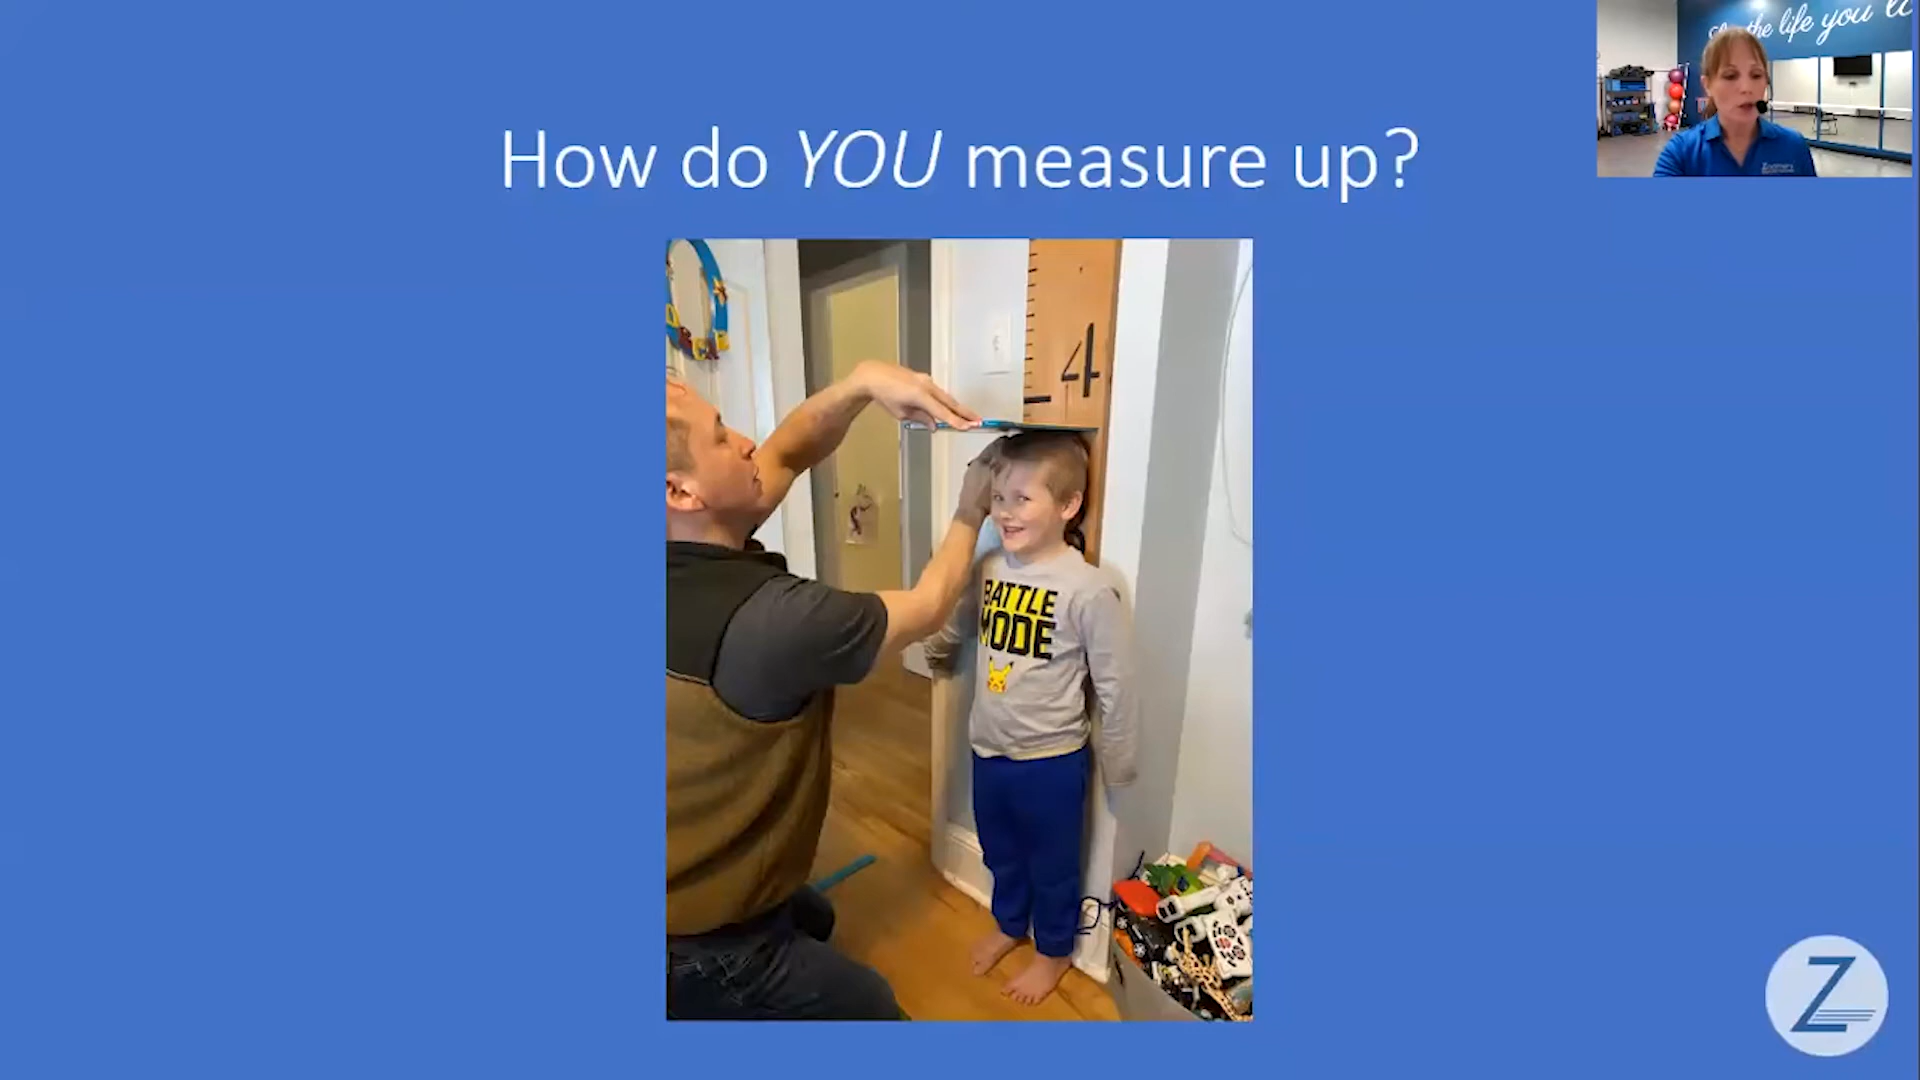 How do YOU measure up?
the life you
4
BATTLE
MODE
Z